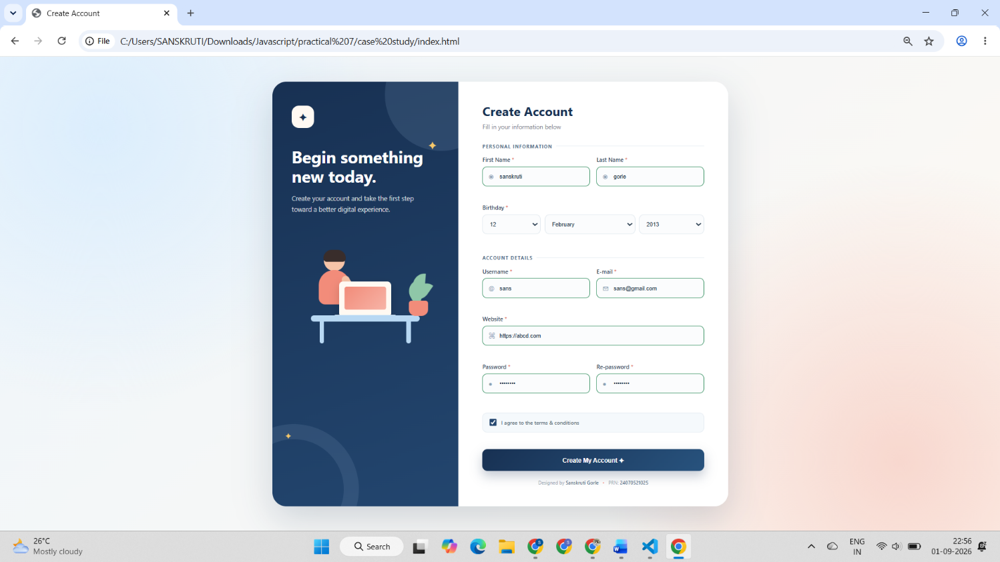 Create Account
File
C:/Users/SANSKRUTI/Downloads/Javascript/practical%207/case%20study/index.html
Begin something
new today.
Create your account and take the first step
toward a better digital experience.
Create Account
Fill in your information below
PERSONAL INFORMATION
First Name * Last Name *
sanskruti gorle
Birthday *
12 February 2013
ACCOUNT DETAILS
Username * E-mail *
@ sans sans@gmail.com
Website *
⌘ https://abcd.com
Password * Re-password *
•••••••• ••••••••
I agree to the terms & conditions
Create My Account ✦
Designed by Sanskruti Gorle • PRN: 24070521025
26°C
Mostly cloudy
Search
ENG
IN
22:56
01-09-2026